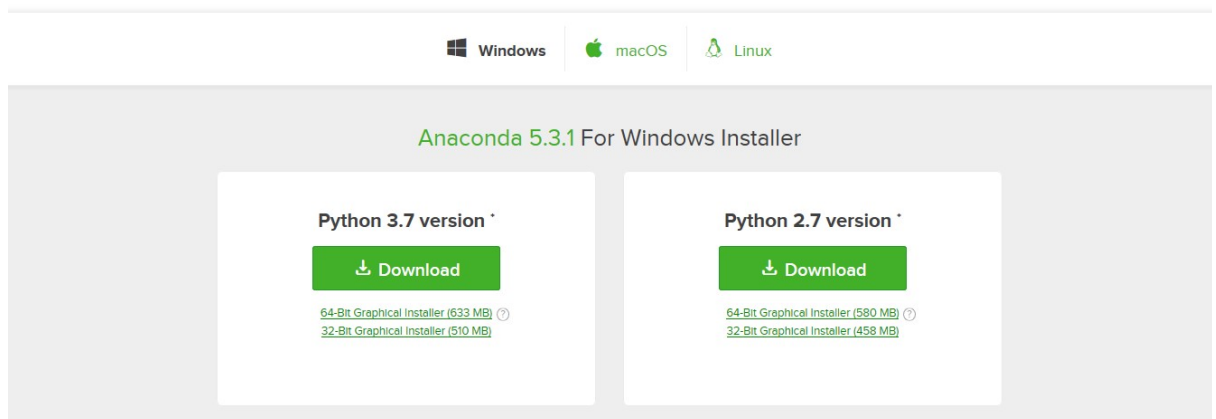 Windows macOS Linux
Anaconda 5.3.1 For Windows Installer
Python 3.7 version *
Download
64-Bit Graphical Installer (633 MB) ?
32-Bit Graphical Installer (510 MB)
Python 2.7 version *
Download
64-Bit Graphical Installer (580 MB) ?
32-Bit Graphical Installer (458 MB)